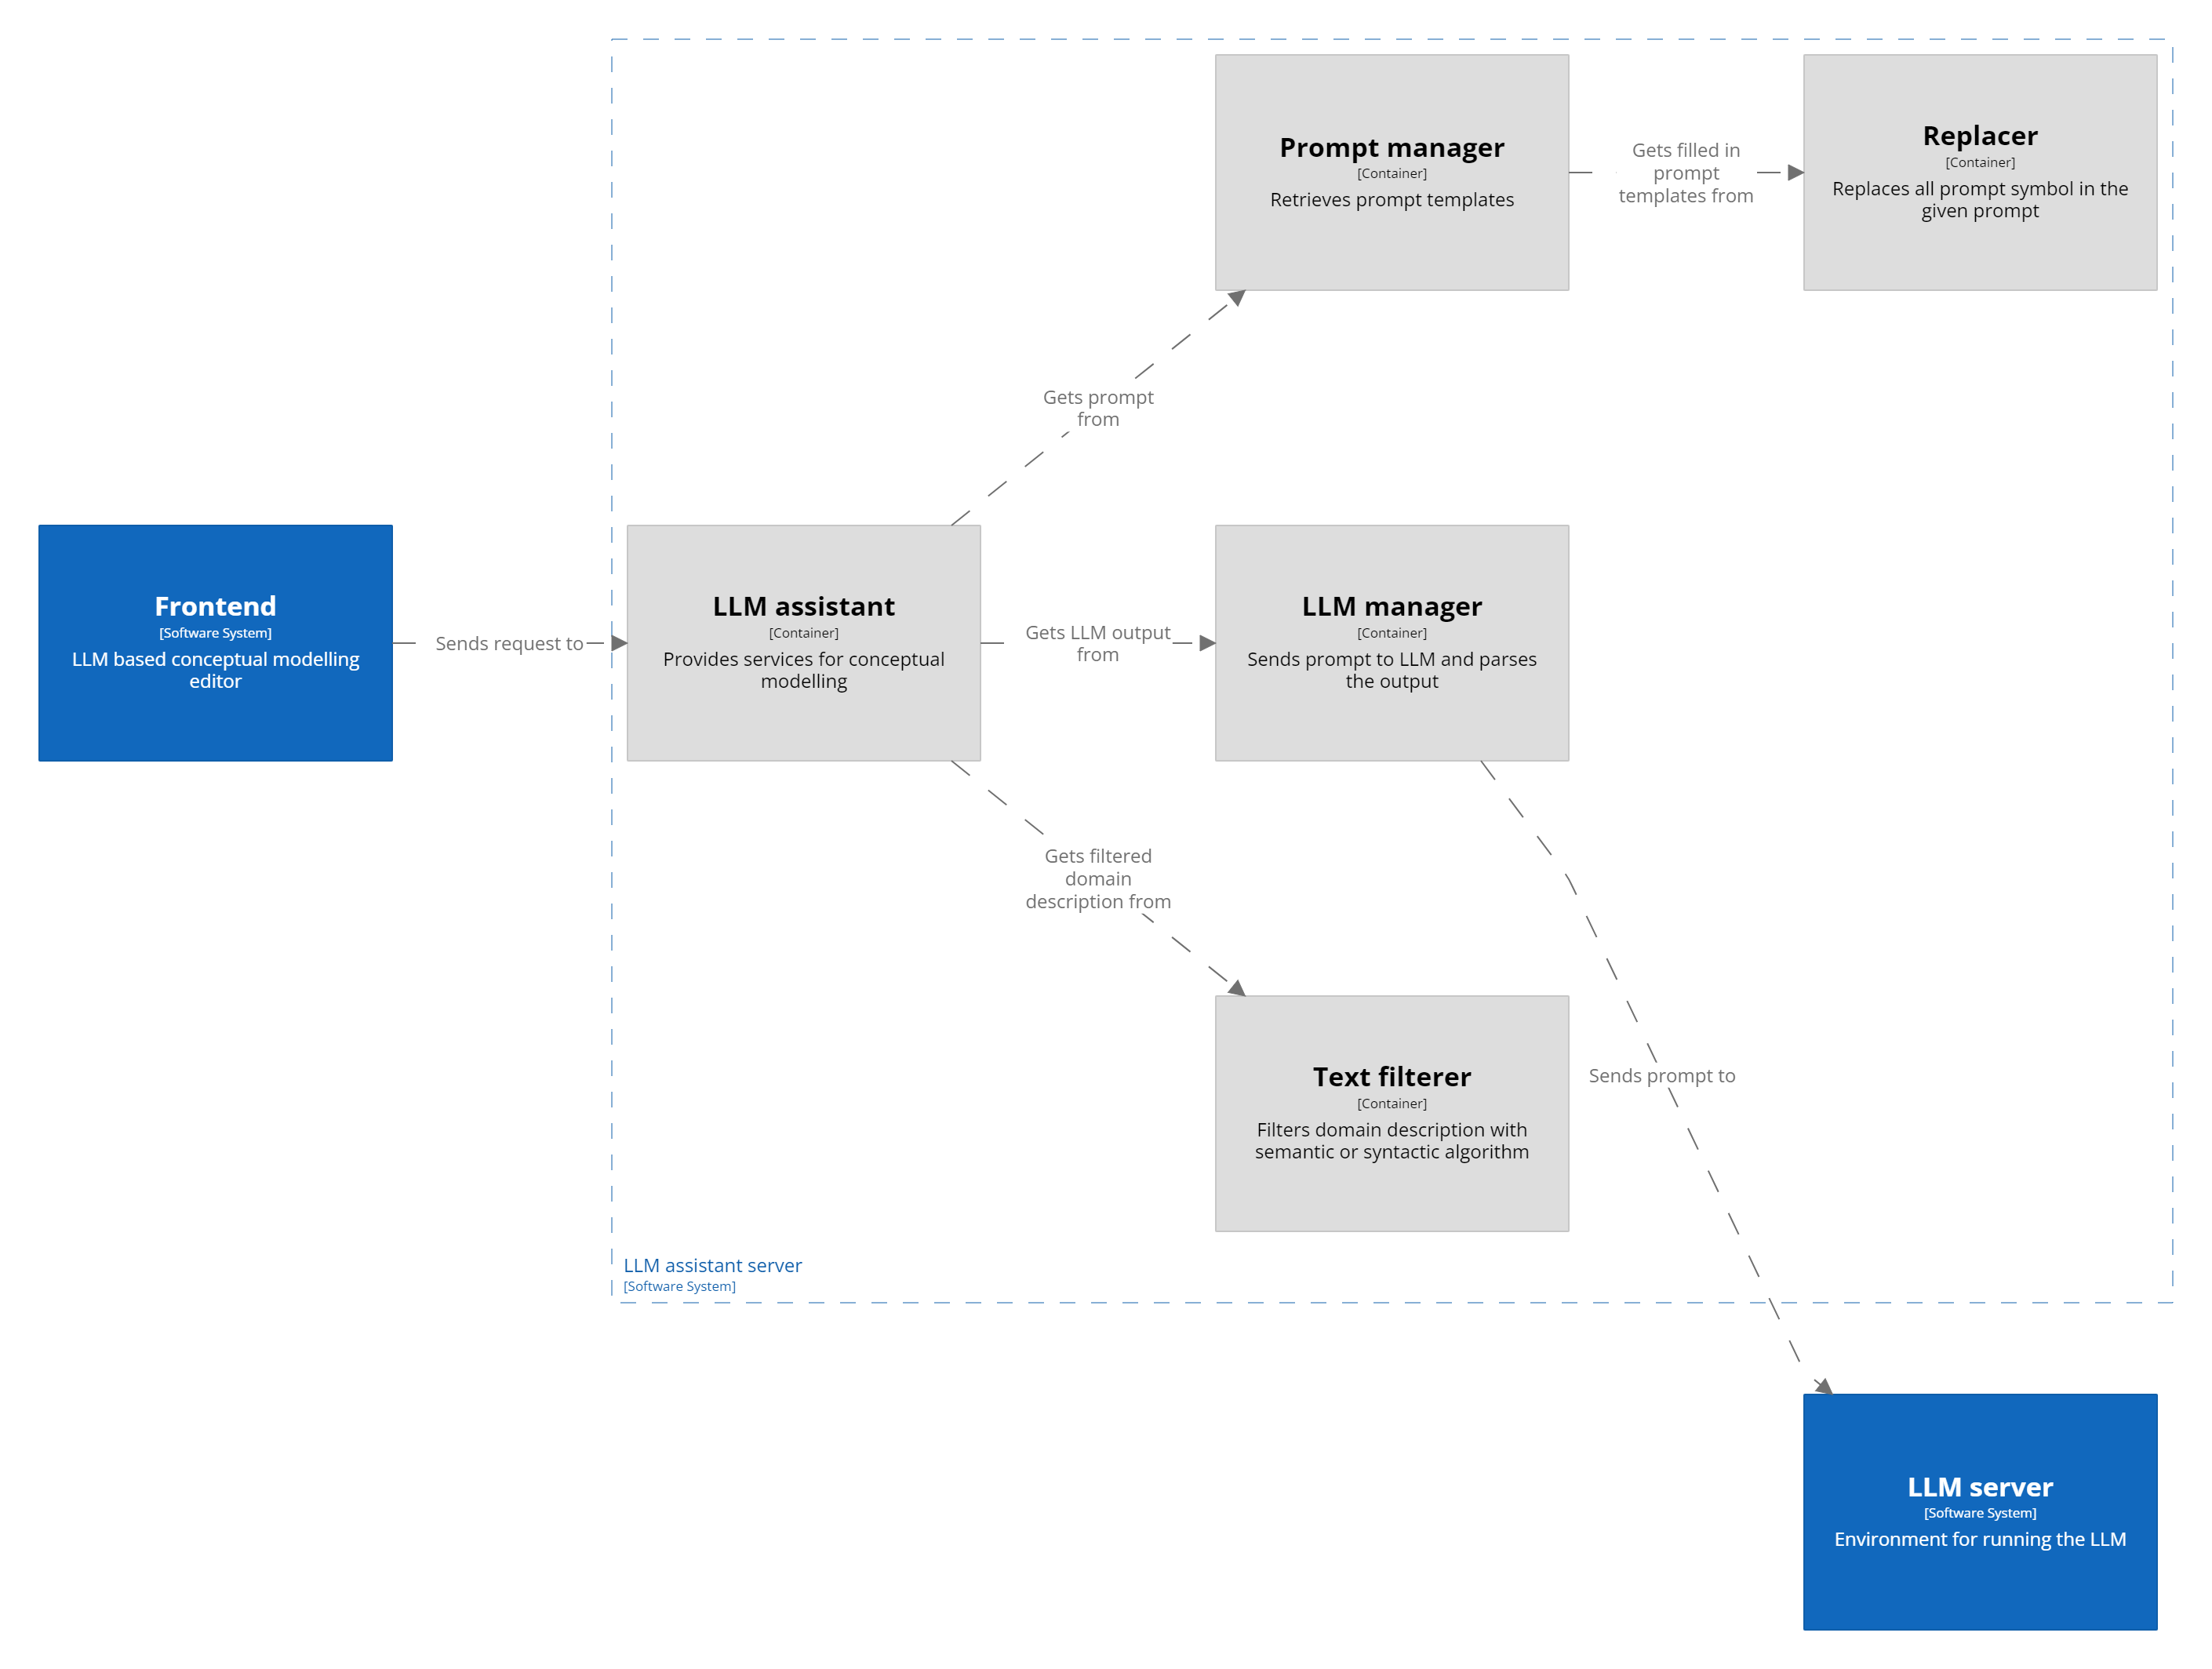 Prompt manager
[Container]
Retrieves prompt templates
Gets filled in
prompt
templates from
Replacer
[Container]
Replaces all prompt symbol in the
given prompt
Gets prompt
from
Frontend
[Software System]
LLM based conceptual modelling
editor
Sends request to
LLM assistant
[Container]
Provides services for conceptual
modelling
Gets LLM output
from
LLM manager
[Container]
Sends prompt to LLM and parses
the output
Gets filtered
domain
description from
Text filterer
[Container]
Filters domain description with
semantic or syntactic algorithm
Sends prompt to
LLM assistant server
[Software System]
LLM server
[Software System]
Environment for running the LLM